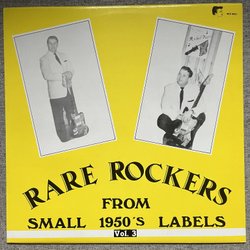 RARE ROCKERS
FROM
SMALL 1950'S LABELS
Vol. 3